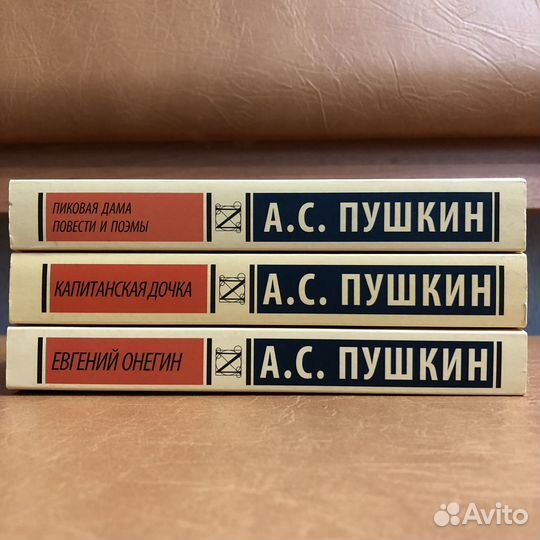 ПИКОВАЯ ДАМА
ПОВЕСТИ И ПОЭМЫ
А.С. ПУШКИН
КАПИТАНСКАЯ ДОЧКА
А.С. ПУШКИН
ЕВГЕНИЙ ОНЕГИН
А.С. ПУШКИН
Avito